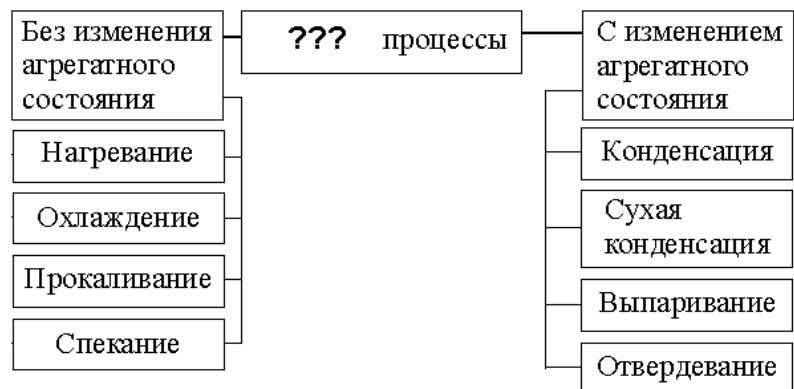 Без изменения
агрегатного
состояния
??? процессы
С изменением
агрегатного
состояния
Нагревание
Охлаждение
Прокаливание
Спекание
Конденсация
Сухая
конденсация
Выпаривание
Отвердевание